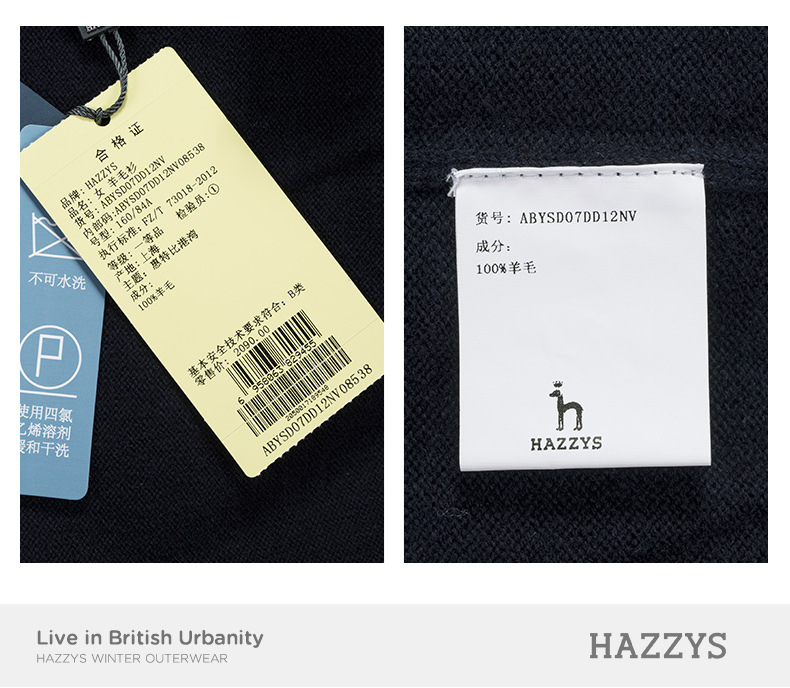 HAZZYS
合格证
品牌: HAZZYS
品名: 女 羊毛衫
货号: ABYSD07DD12NV
内部码: ABYSD07DD12NV08538
号型: 160/84A
执行标准: FZ/T 73018-2012
等级: 一等品 检验员: ①
产地: 上海
主题: 惠特比港湾
成分:
100%羊毛
基本安全技术要求符合: B类
零售价: 2090.00
ABYSD07DD12NV08538
不可水洗
P
使用四氯
乙烯溶剂
缓和干洗
货号: ABYSD07DD12NV
成分:
100%羊毛
HAZZYS
Live in British Urbanity
HAZZYS WINTER OUTERWEAR
HAZZYS